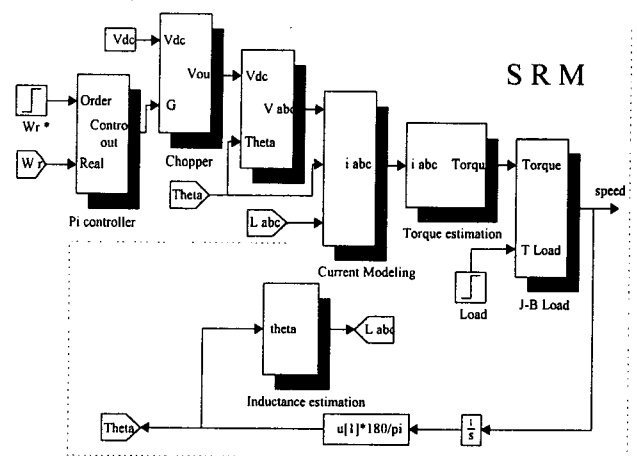 Vdc
Vdc
Vou
Vdc
S R M
Order
V abc
Wr *
Contro
out
G
Chopper
Theta
i abc
i abc
Torqu
Torque
W r
Real
Theta
speed
Pi controller
L abc
Torque estimation
T Load
Current Modeling
Load
J-B Load
theta
L abc
Inductance estimation
Theta
u[1]*180/pi
1
s